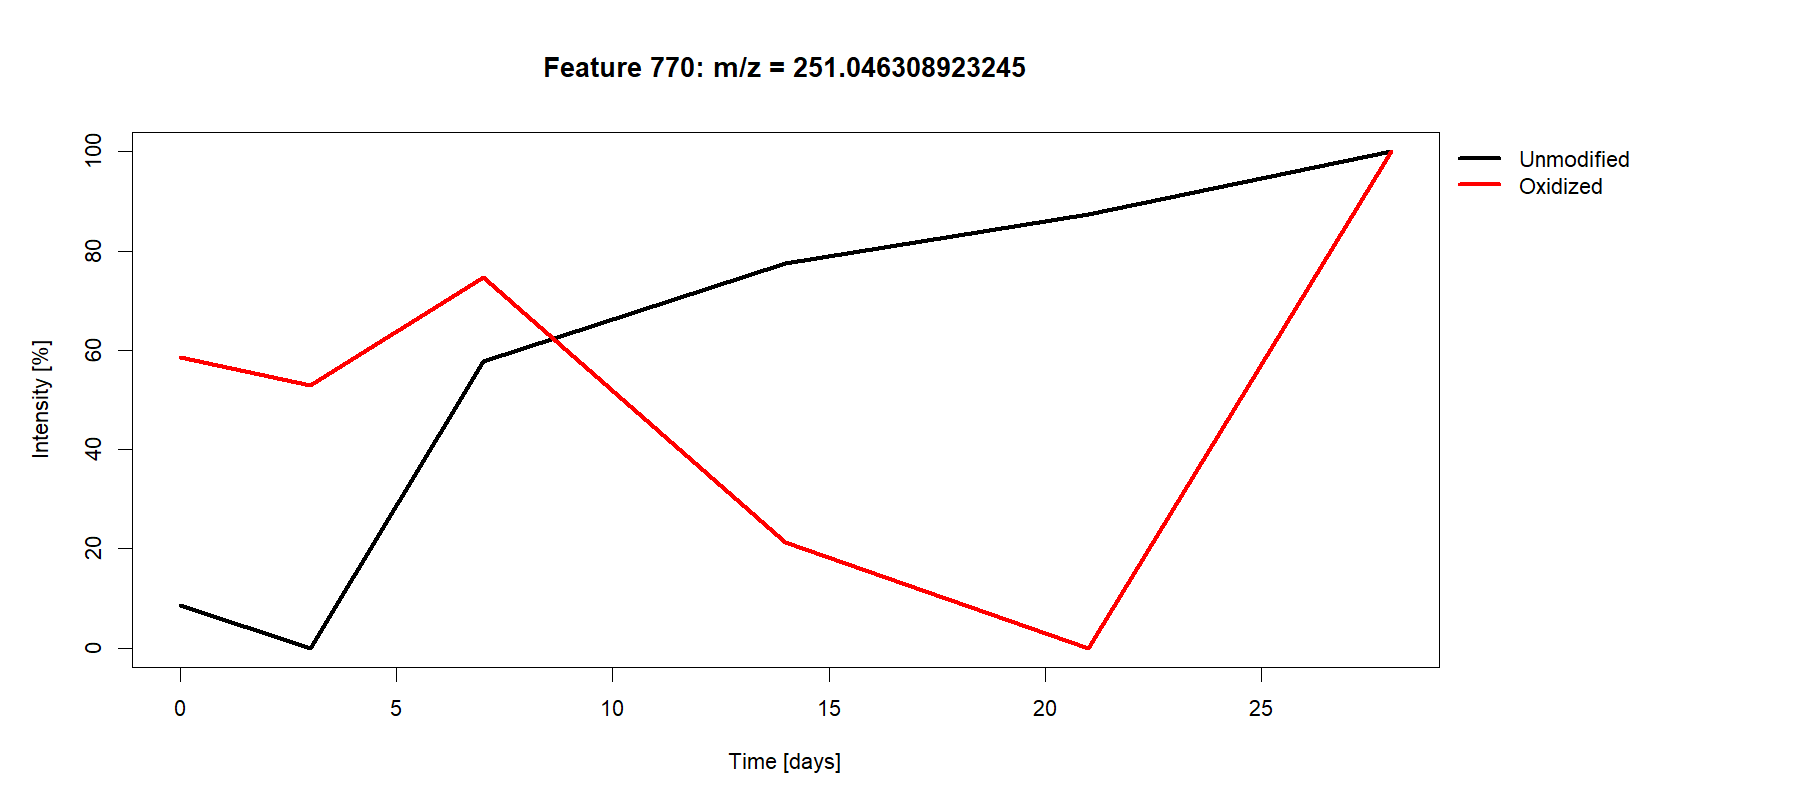 Feature 770: m/z = 251.046308923245
Unmodified
Oxidized
Intensity [%]
100
80
60
40
20
0
0 5 10 15 20 25
Time [days]